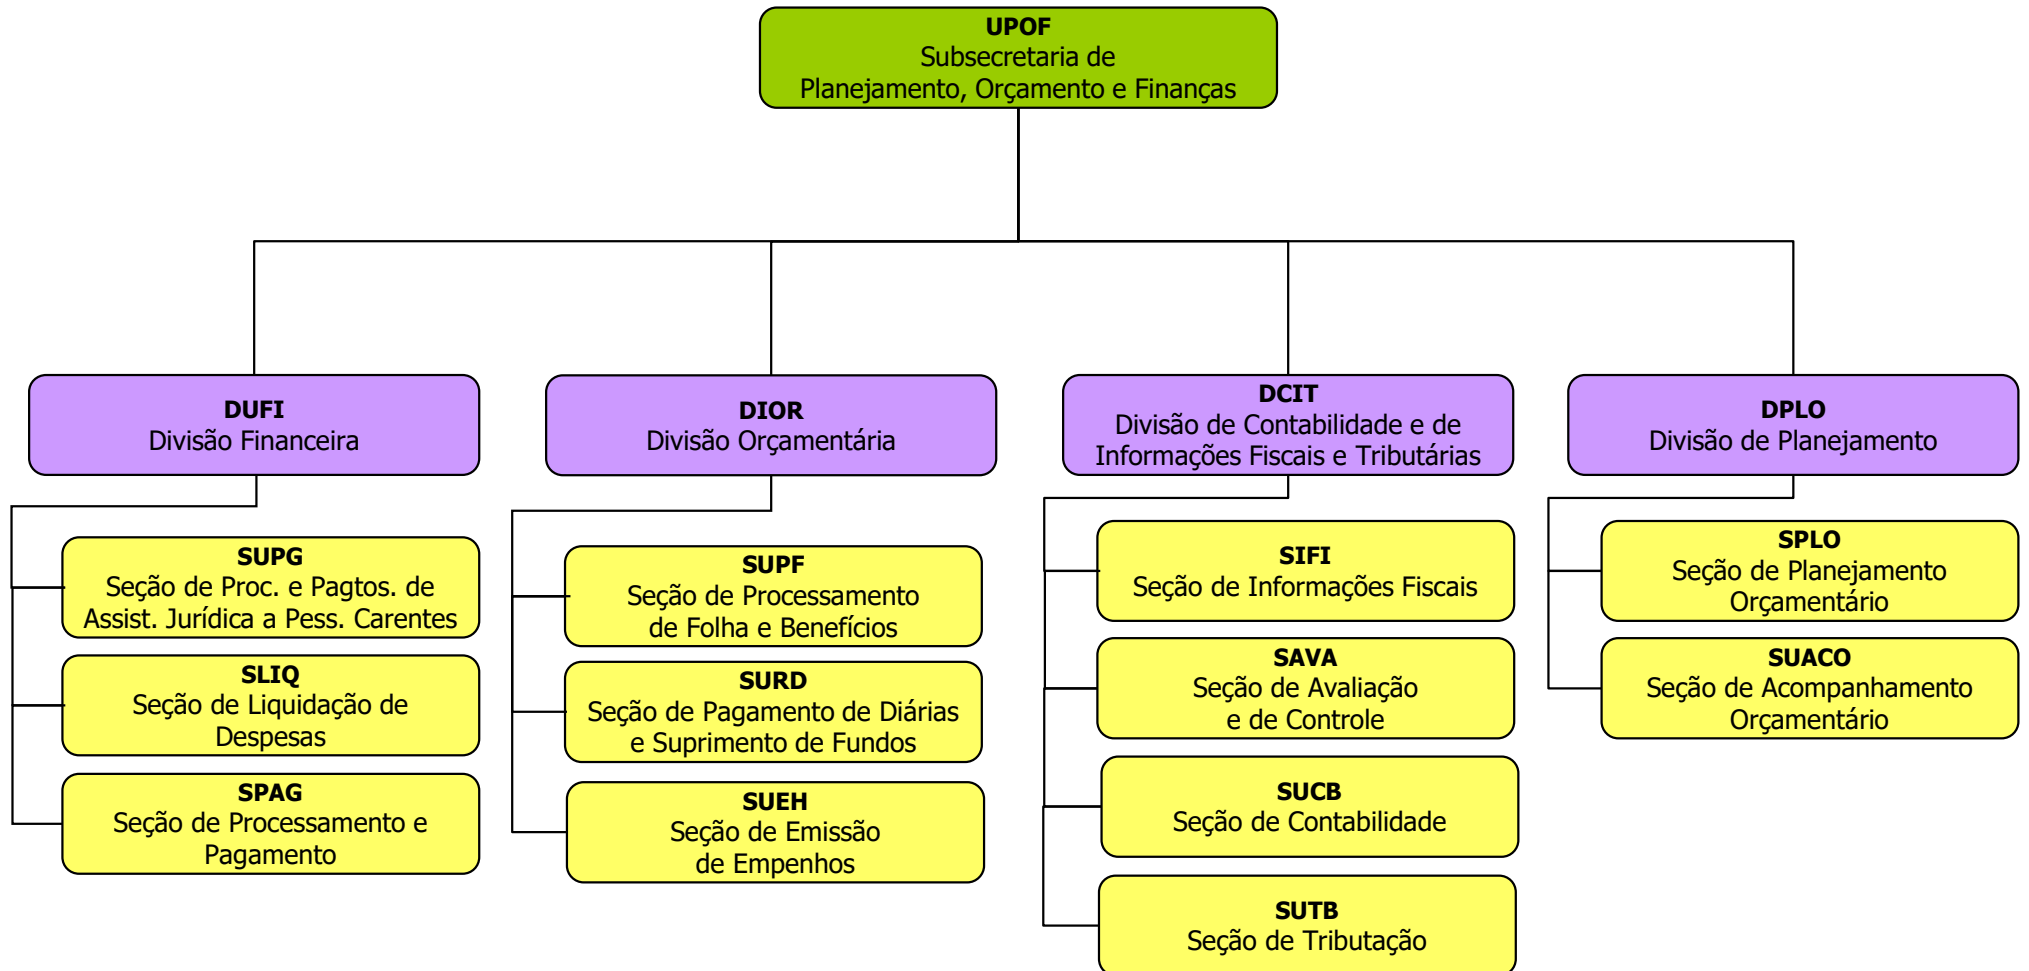 UPOF
Subsecretaria de
Planejamento, Orçamento e Finanças
DUFI
Divisão Financeira
DIOR
Divisão Orçamentária
DCIT
Divisão de Contabilidade e de
Informações Fiscais e Tributárias
DPLO
Divisão de Planejamento
SUPG
Seção de Proc. e Pagtos. de
Assist. Jurídica a Pess. Carentes
SLIQ
Seção de Liquidação de
Despesas
SPAG
Seção de Processamento e
Pagamento
SUPF
Seção de Processamento
de Folha e Benefícios
SURD
Seção de Pagamento de Diárias
e Suprimento de Fundos
SUEH
Seção de Emissão
de Empenhos
SIFI
Seção de Informações Fiscais
SAVA
Seção de Avaliação
e de Controle
SUCB
Seção de Contabilidade
SUTB
Seção de Tributação
SPLO
Seção de Planejamento
Orçamentário
SUACO
Seção de Acompanhamento
Orçamentário